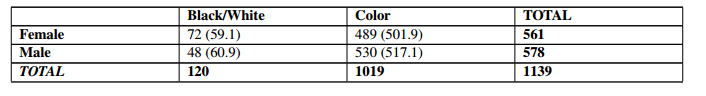 Black/White Color TOTAL
Female 72 (59.1) 489 (501.9) 561
Male 48 (60.9) 530 (517.1) 578
TOTAL 120 1019 1139